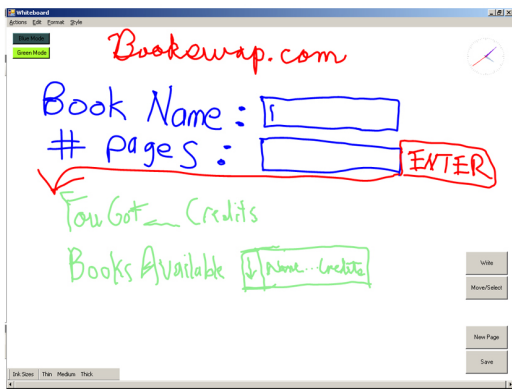 Whiteboard
Actions Edit Format Style
Blue Mode
Green Mode
Bookswap.com
Book Name :
# pages :
ENTER
You Got __ Credits
Books Available ↓ Name... Credits
Write
Move/Select
New Page
Save
Ink Sizes Thin Medium Thick